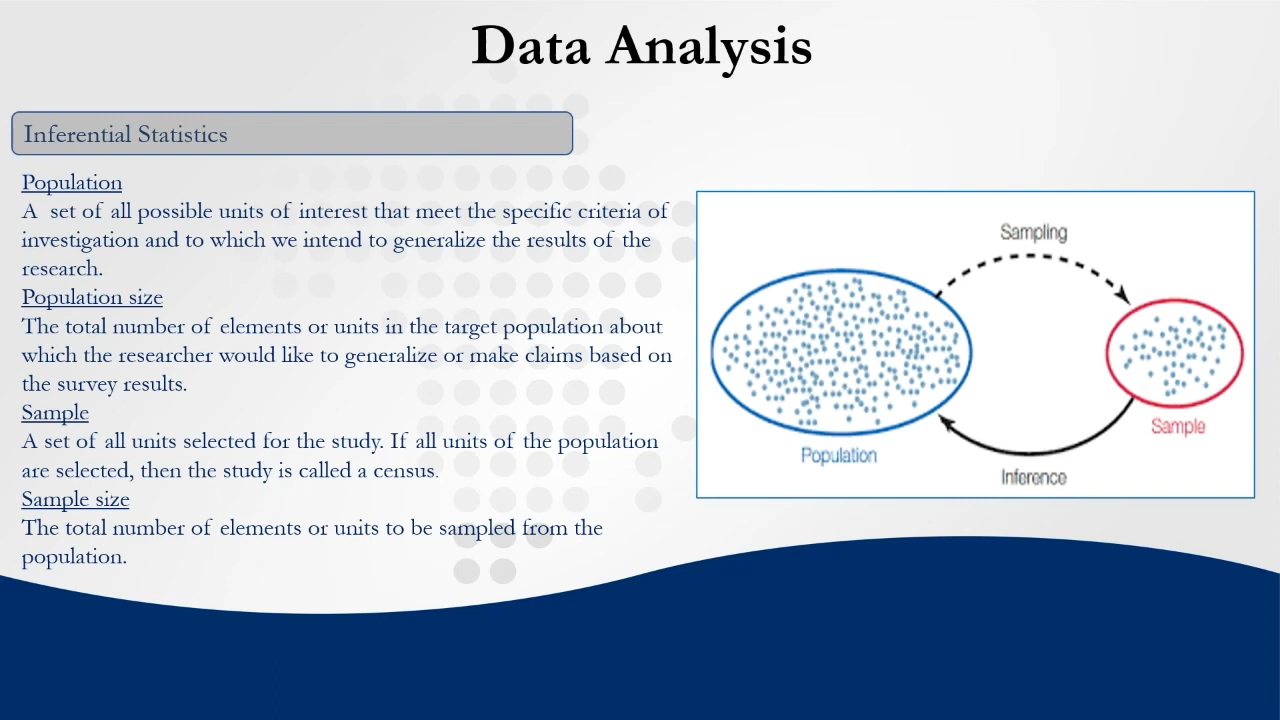 Data Analysis
Inferential Statistics
Population
A set of all possible units of interest that meet the specific criteria of
investigation and to which we intend to generalize the results of the
research.
Population size
The total number of elements or units in the target population about
which the researcher would like to generalize or make claims based on
the survey results.
Sample
A set of all units selected for the study. If all units of the population
are selected, then the study is called a census.
Sample size
The total number of elements or units to be sampled from the
population.
Sampling
Population
Sample
Inference